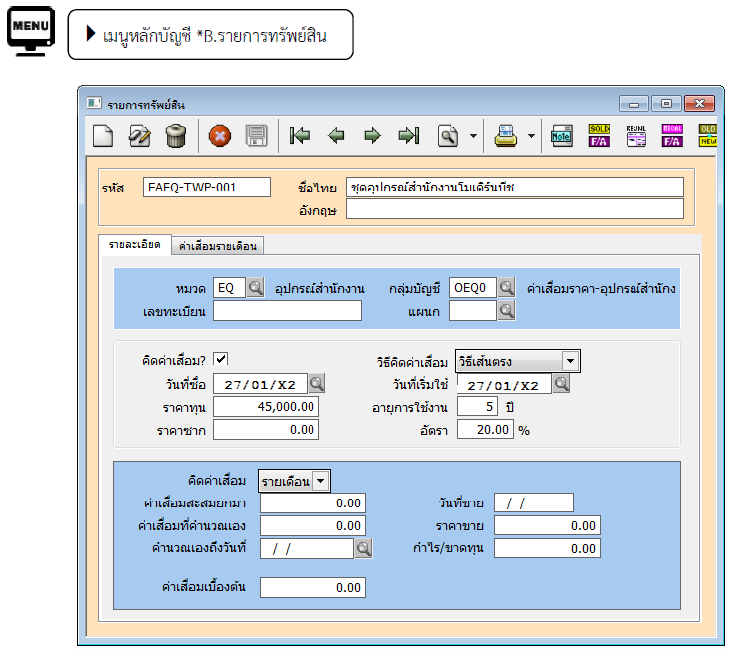 MENU
เมนูหลักบัญชี *B.รายการทรัพย์สิน
รายการทรัพย์สิน
Note SOLD F/A REJNL REOAL F/A OLD NEW
รหัส FAEQ-TWP-001 ชื่อไทย ชุดอุปกรณ์สำนักงานโมเดิร์นบีช
อังกฤษ
รายละเอียด ค่าเสื่อมรายเดือน
หมวด EQ อุปกรณ์สำนักงาน กลุ่มบัญชี OEQ0 ค่าเสื่อมราคา-อุปกรณ์สำนักง
เลขทะเบียน แผนก
คิดค่าเสื่อม? วิธีคิดค่าเสื่อม วิธีเส้นตรง
วันที่ซื้อ 27/01/X2 วันที่เริ่มใช้ 27/01/X2
ราคาทุน 45,000.00 อายุการใช้งาน 5 ปี
ราคาซาก 0.00 อัตรา 20.00 %
คิดค่าเสื่อม รายเดือน
ค่าเสื่อมสะสมยกมา 0.00 วันที่ขาย / /
ค่าเสื่อมที่คำนวณเอง 0.00 ราคาขาย 0.00
คำนวณเองถึงวันที่ / / กำไร/ขาดทุน 0.00
ค่าเสื่อมเบื้องต้น 0.00